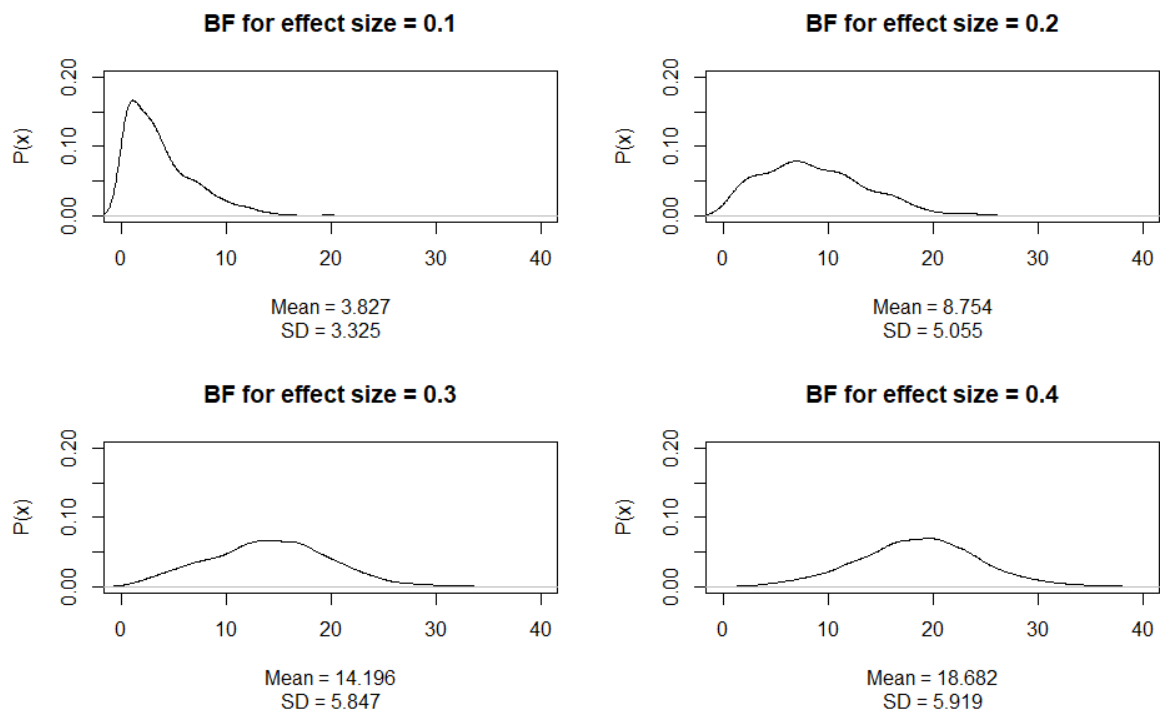 BF for effect size = 0.1
P(x)
0.20
0.10
0.00
0 10 20 30 40
Mean = 3.827
SD = 3.325
BF for effect size = 0.2
P(x)
0.20
0.10
0.00
0 10 20 30 40
Mean = 8.754
SD = 5.055
BF for effect size = 0.3
P(x)
0.20
0.10
0.00
0 10 20 30 40
Mean = 14.196
SD = 5.847
BF for effect size = 0.4
P(x)
0.20
0.10
0.00
0 10 20 30 40
Mean = 18.682
SD = 5.919